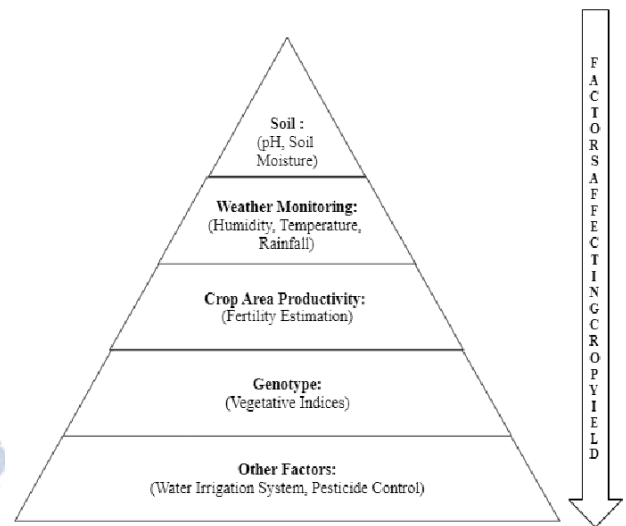 Soil :
(pH, Soil
Moisture)
Weather Monitoring:
(Humidity, Temperature,
Rainfall)
Crop Area Productivity:
(Fertility Estimation)
Genotype:
(Vegetative Indices)
Other Factors:
(Water Irrigation System, Pesticide Control)
F
A
C
T
O
R
S
A
F
F
E
C
T
I
N
G
C
R
O
P
Y
I
E
L
D